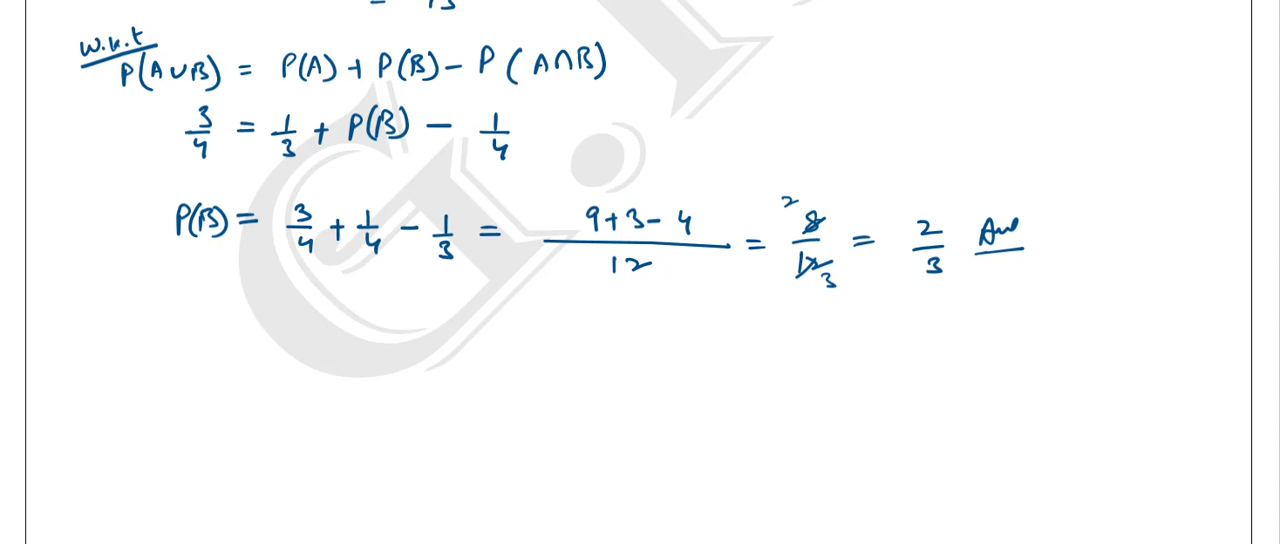 w.k.t
P(A∪B) = P(A) + P(B) - P(A∩B)
3/4 = 1/3 + P(B) - 1/4
P(B) = 3/4 + 1/4 - 1/3 = (9+3-4)/12 = 8/12 = 2/3 Ans